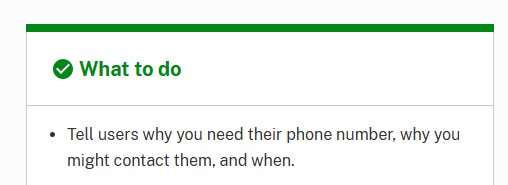 What to do
• Tell users why you need their phone number, why you
might contact them, and when.